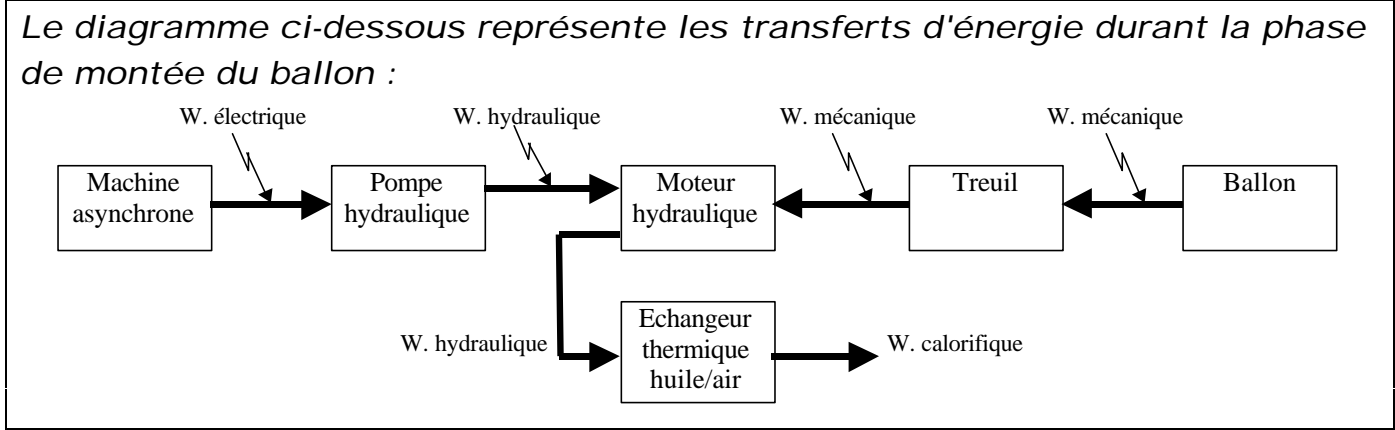 Le diagramme ci-dessous représente les transferts d'énergie durant la phase
de montée du ballon :
W. électrique
W. hydraulique
W. mécanique
W. mécanique
Machine
asynchrone
Pompe
hydraulique
Moteur
hydraulique
Treuil
Ballon
W. hydraulique
Echangeur
thermique
huile/air
W. calorifique